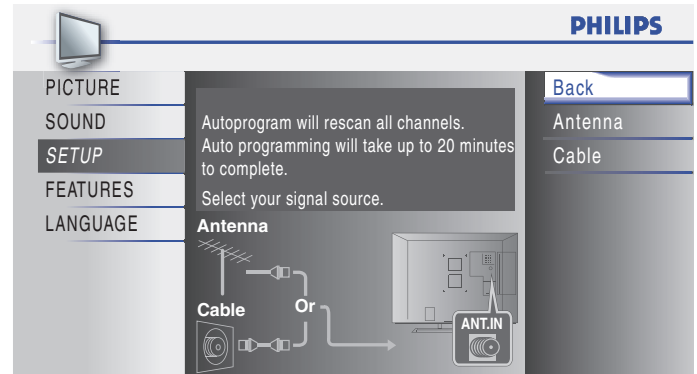 PHILIPS
PICTURE
SOUND
SETUP
FEATURES
LANGUAGE
Autoprogram will rescan all channels.
Auto programming will take up to 20 minutes
to complete.
Select your signal source.
Antenna
Cable
Or
ANT.IN
Back
Antenna
Cable